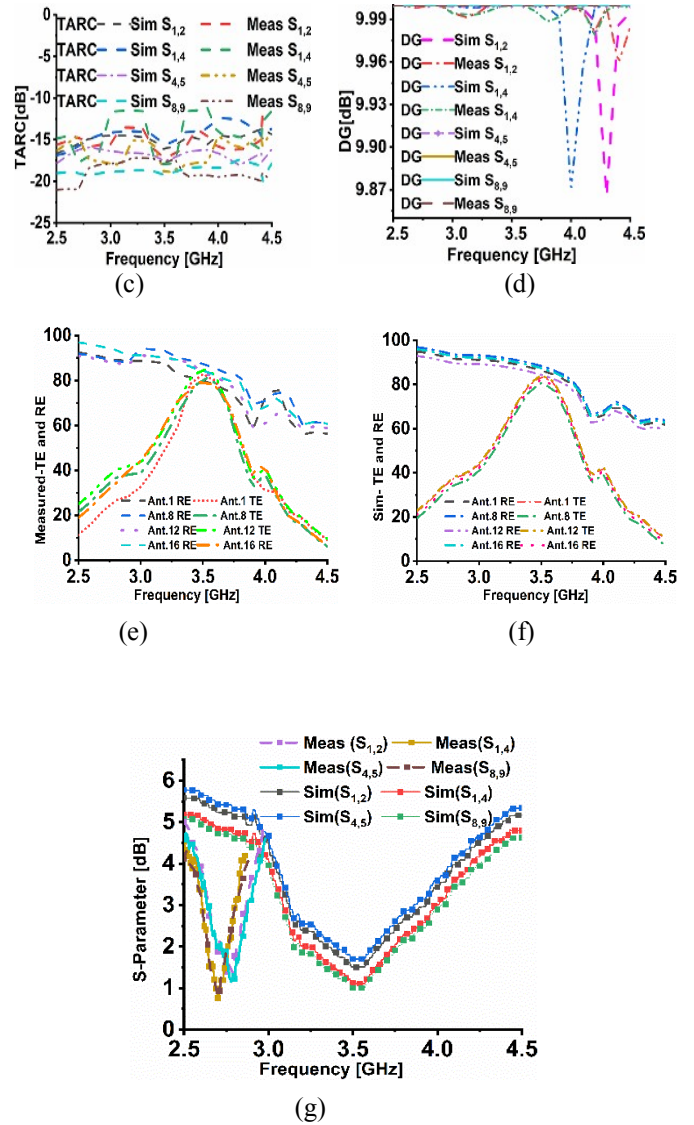 0
-5
-10
-15
-20
-25
TARC[dB]
TARC Sim S1,2 Meas S1,2
TARC Sim S1,4 Meas S1,4
TARC Sim S4,5 Meas S4,5
TARC Sim S8,9 Meas S8,9
2.5 3.0 3.5 4.0 4.5
Frequency [GHz]
(c)
9.99
9.96
9.93
9.90
9.87
DG[dB]
DG Sim S1,2
DG Meas S1,2
DG Sim S1,4
DG Meas S1,4
DG Sim S4,5
DG Meas S4,5
DG Sim S8,9
DG Meas S8,9
2.5 3.0 3.5 4.0 4.5
Frequency [GHz]
(d)
100
80
60
40
20
0
Measured-TE and RE
Ant.1 RE Ant.1 TE
Ant.8 RE Ant.8 TE
Ant.12 RE Ant.12 TE
Ant.16 RE Ant.16 RE
2.5 3.0 3.5 4.0 4.5
Frequency [GHz]
(e)
100
80
60
40
20
0
Sim- TE and RE
Ant.1 RE Ant.1 TE
Ant.8 RE Ant.8 TE
Ant.12 RE Ant.12 TE
Ant.16 RE Ant.16 RE
2.5 3.0 3.5 4.0 4.5
Frequency [GHz]
(f)
Meas (S1,2) Meas(S1,4)
Meas(S4,5) Meas(S8,9)
Sim(S1,2) Sim(S1,4)
Sim(S4,5) Sim(S8,9)
6
5
4
3
2
1
0
S-Parameter [dB]
2.5 3.0 3.5 4.0 4.5
Frequency [GHz]
(g)